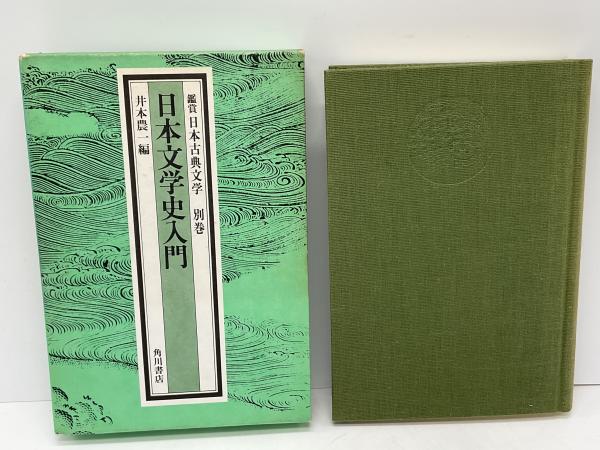 鑑賞 日本古典文学 別巻
日本文学史入門
井本農一編
角川書店